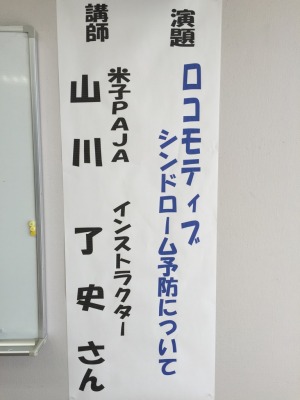 演題
ロコモティブ
シンドローム予防について
米子PAJA インストラクター
講師
山川 了史 さん